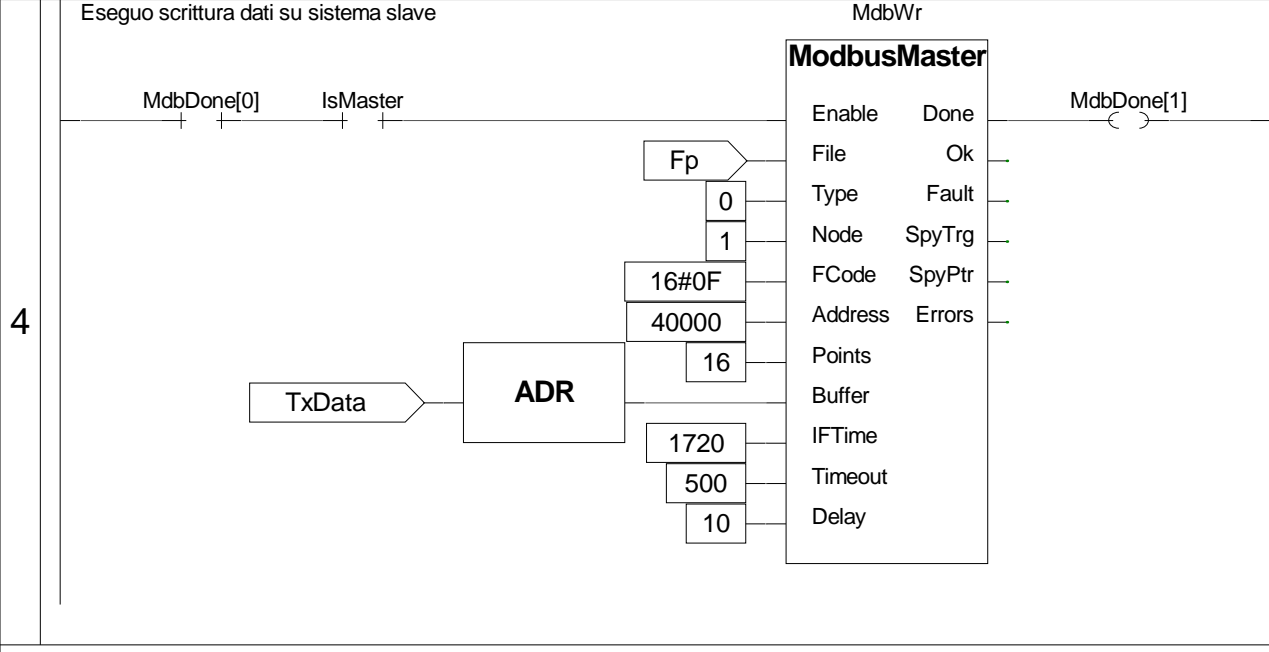 Eseguo scrittura dati su sistema slave
MdbWr
ModbusMaster
MdbDone[0] IsMaster
Enable Done
MdbDone[1]
Fp
File Ok
0
Type Fault
1
Node SpyTrg
16#0F
FCode SpyPtr
4
40000
Address Errors
16
Points
TxData
ADR
Buffer
1720
IFTime
500
Timeout
10
Delay